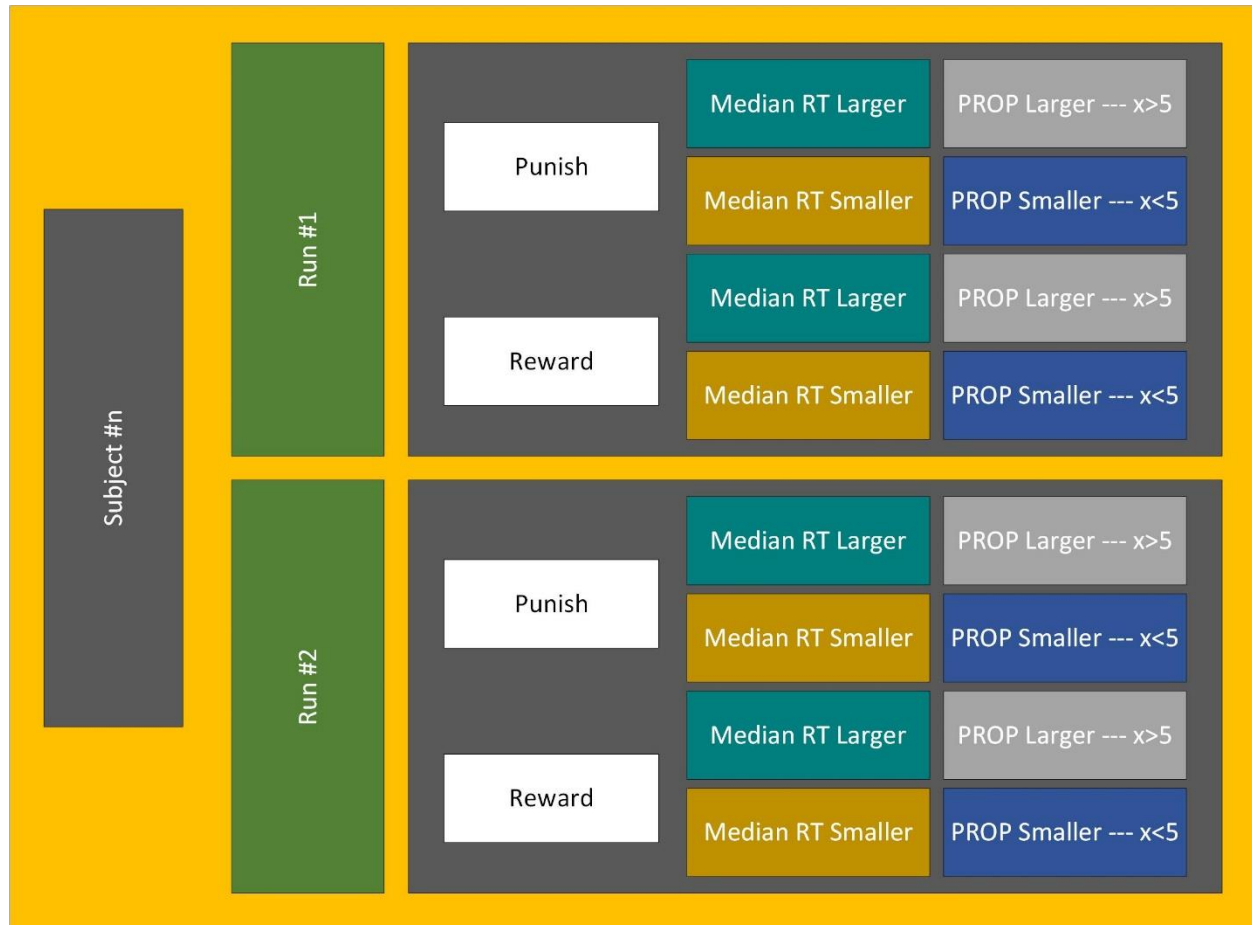 Subject #n
Run #1
Punish
Median RT Larger
PROP Larger --- x>5
Median RT Smaller
PROP Smaller --- x<5
Reward
Median RT Larger
PROP Larger --- x>5
Median RT Smaller
PROP Smaller --- x<5
Run #2
Punish
Median RT Larger
PROP Larger --- x>5
Median RT Smaller
PROP Smaller --- x<5
Reward
Median RT Larger
PROP Larger --- x>5
Median RT Smaller
PROP Smaller --- x<5